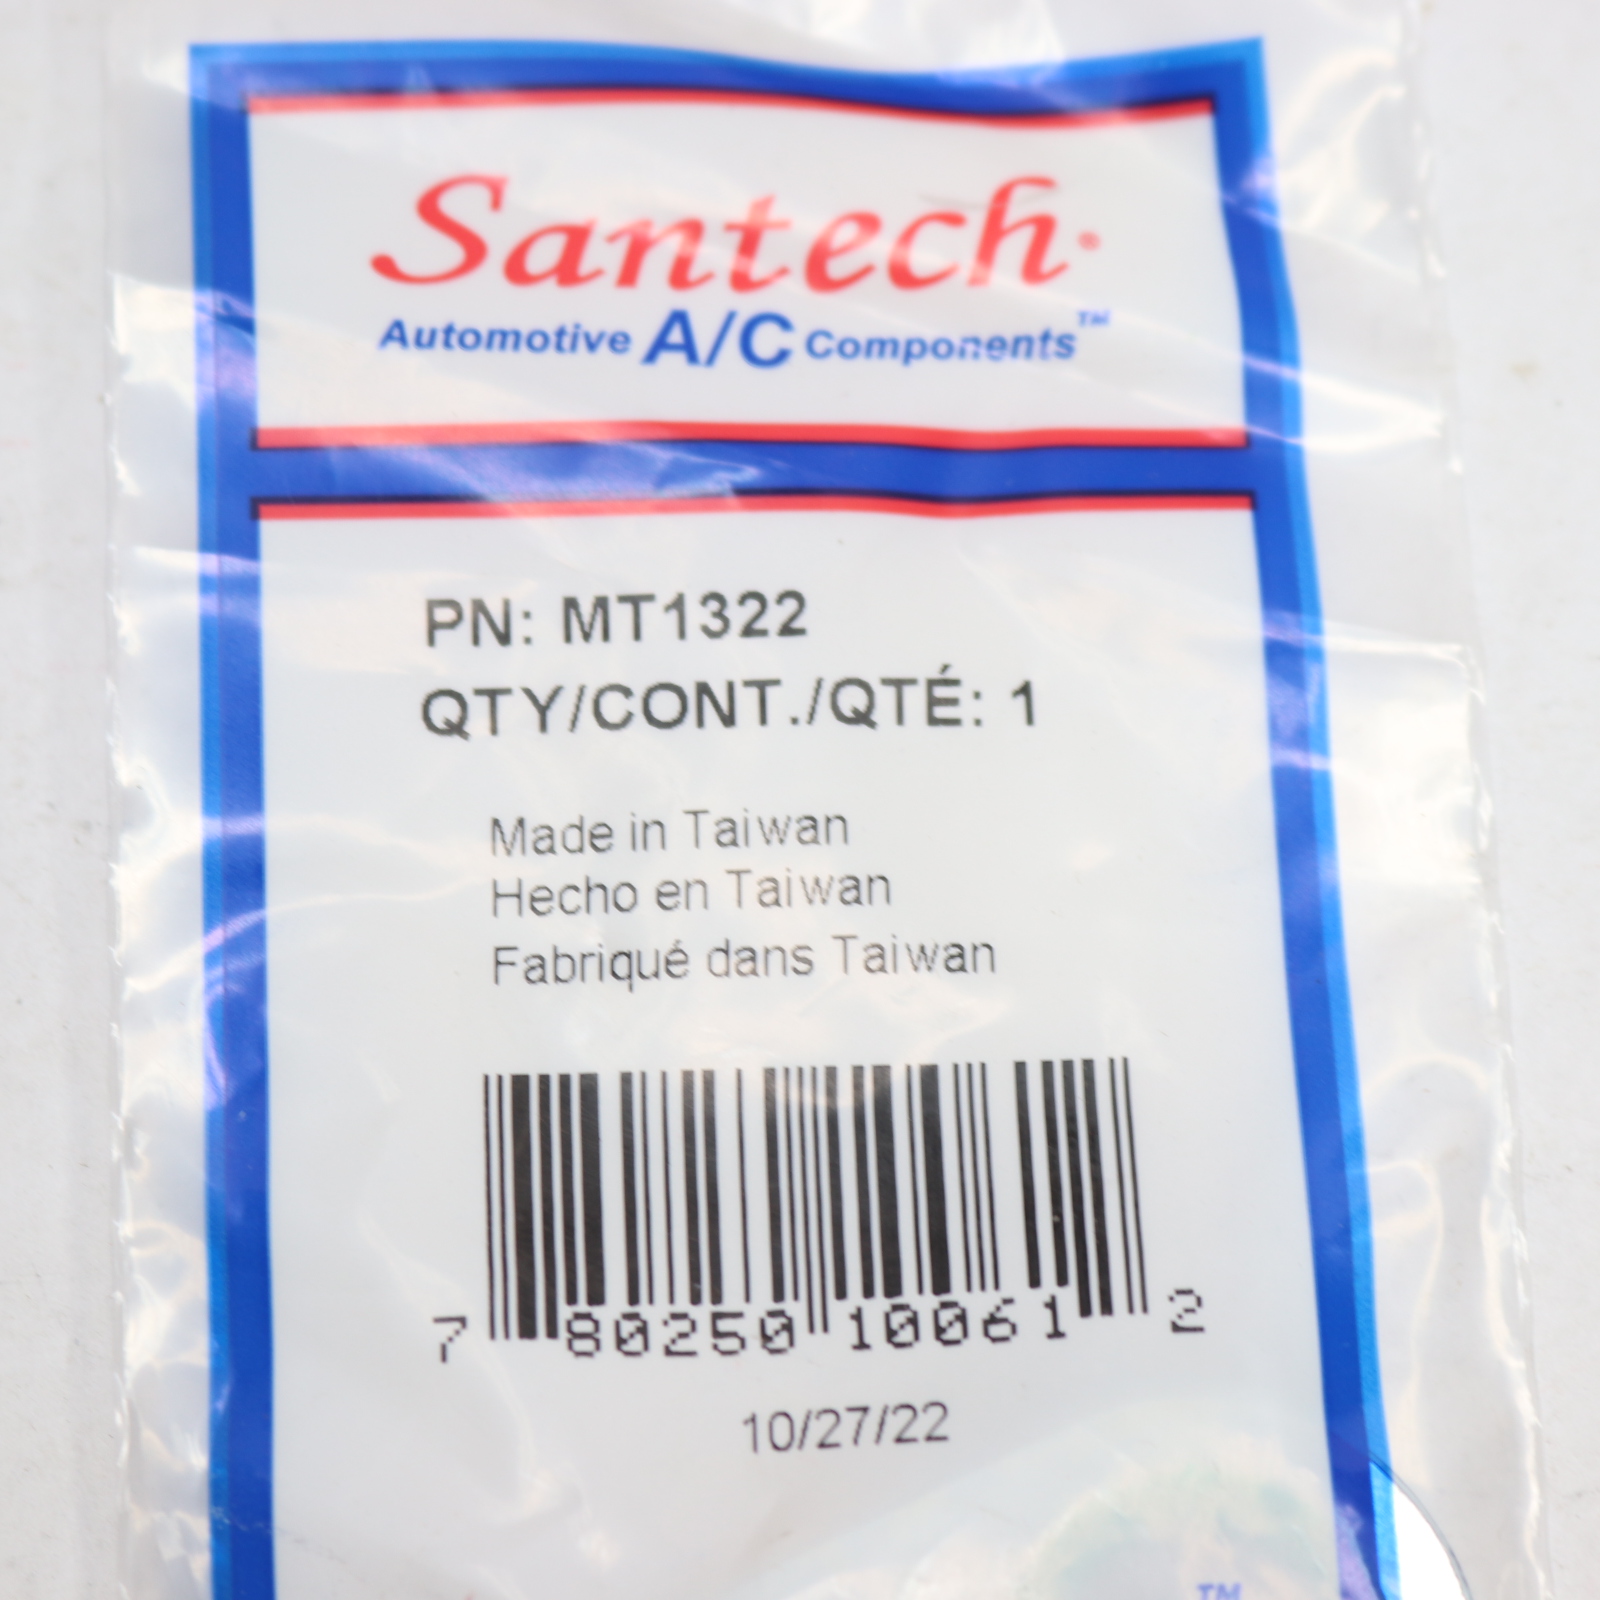 Santech®
Automotive A/C Components™
PN: MT1322
QTY/CONT./QTÉ: 1
Made in Taiwan
Hecho en Taiwan
Fabriqué dans Taiwan
7 80250 10061 2
10/27/22
TM